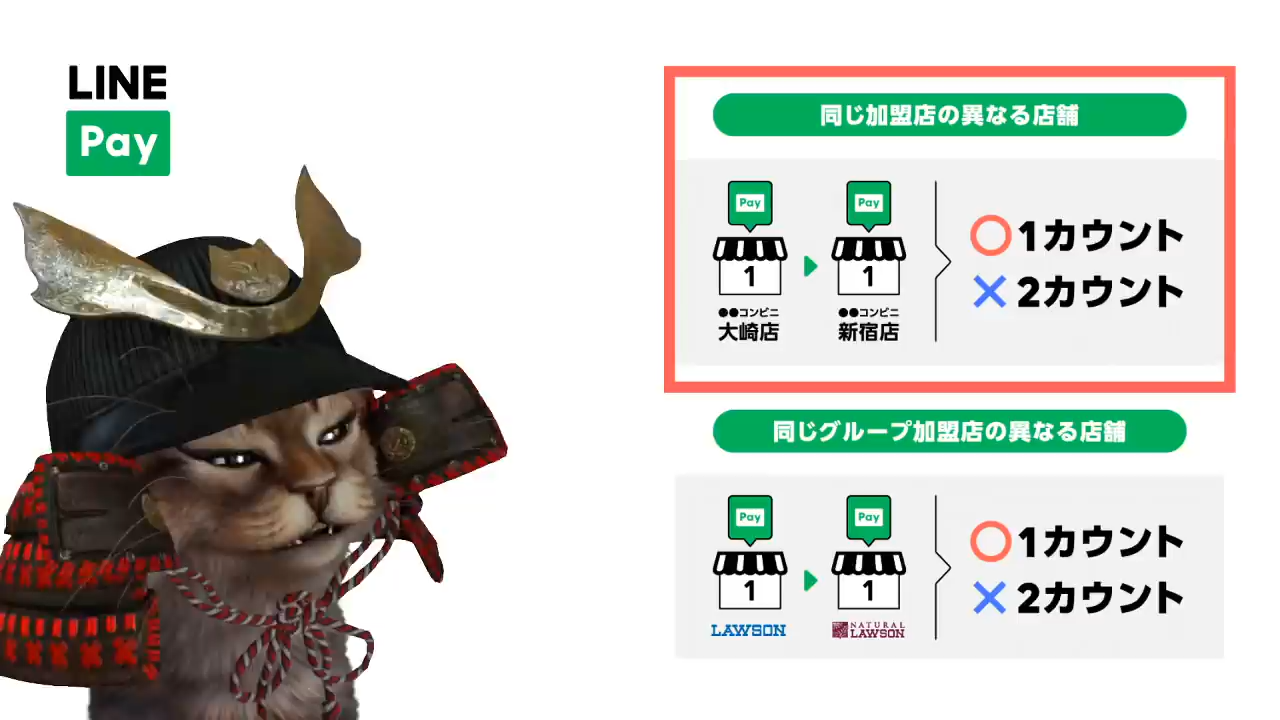 LINE
Pay
同じ加盟店の異なる店舗
Pay
Pay
1
1
●●コンビニ
大崎店
●●コンビニ
新宿店
◯1カウント
×2カウント
同じグループ加盟店の異なる店舗
Pay
Pay
1
1
LAWSON
NATURAL
LAWSON
◯1カウント
×2カウント